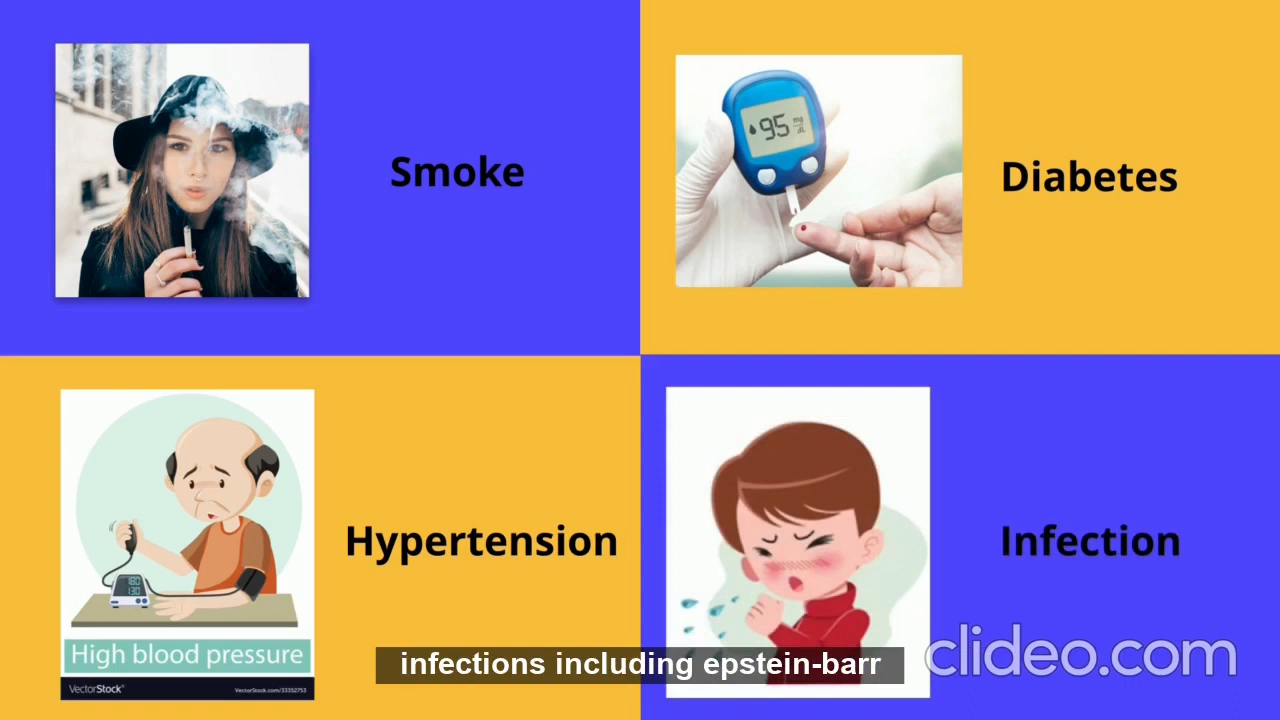 Smoke
95 mg dL
Diabetes
180
130
High blood pressure
VectorStock®
VectorStock.com/33352753
Hypertension
Infection
infections including epstein-barr
clideo.com